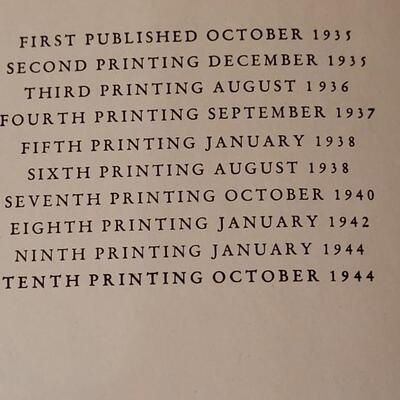 FIRST PUBLISHED OCTOBER 1935
SECOND PRINTING DECEMBER 1935
THIRD PRINTING AUGUST 1936
FOURTH PRINTING SEPTEMBER 1937
FIFTH PRINTING JANUARY 1938
SIXTH PRINTING AUGUST 1938
SEVENTH PRINTING OCTOBER 1940
EIGHTH PRINTING JANUARY 1942
NINTH PRINTING JANUARY 1944
TENTH PRINTING OCTOBER 1944